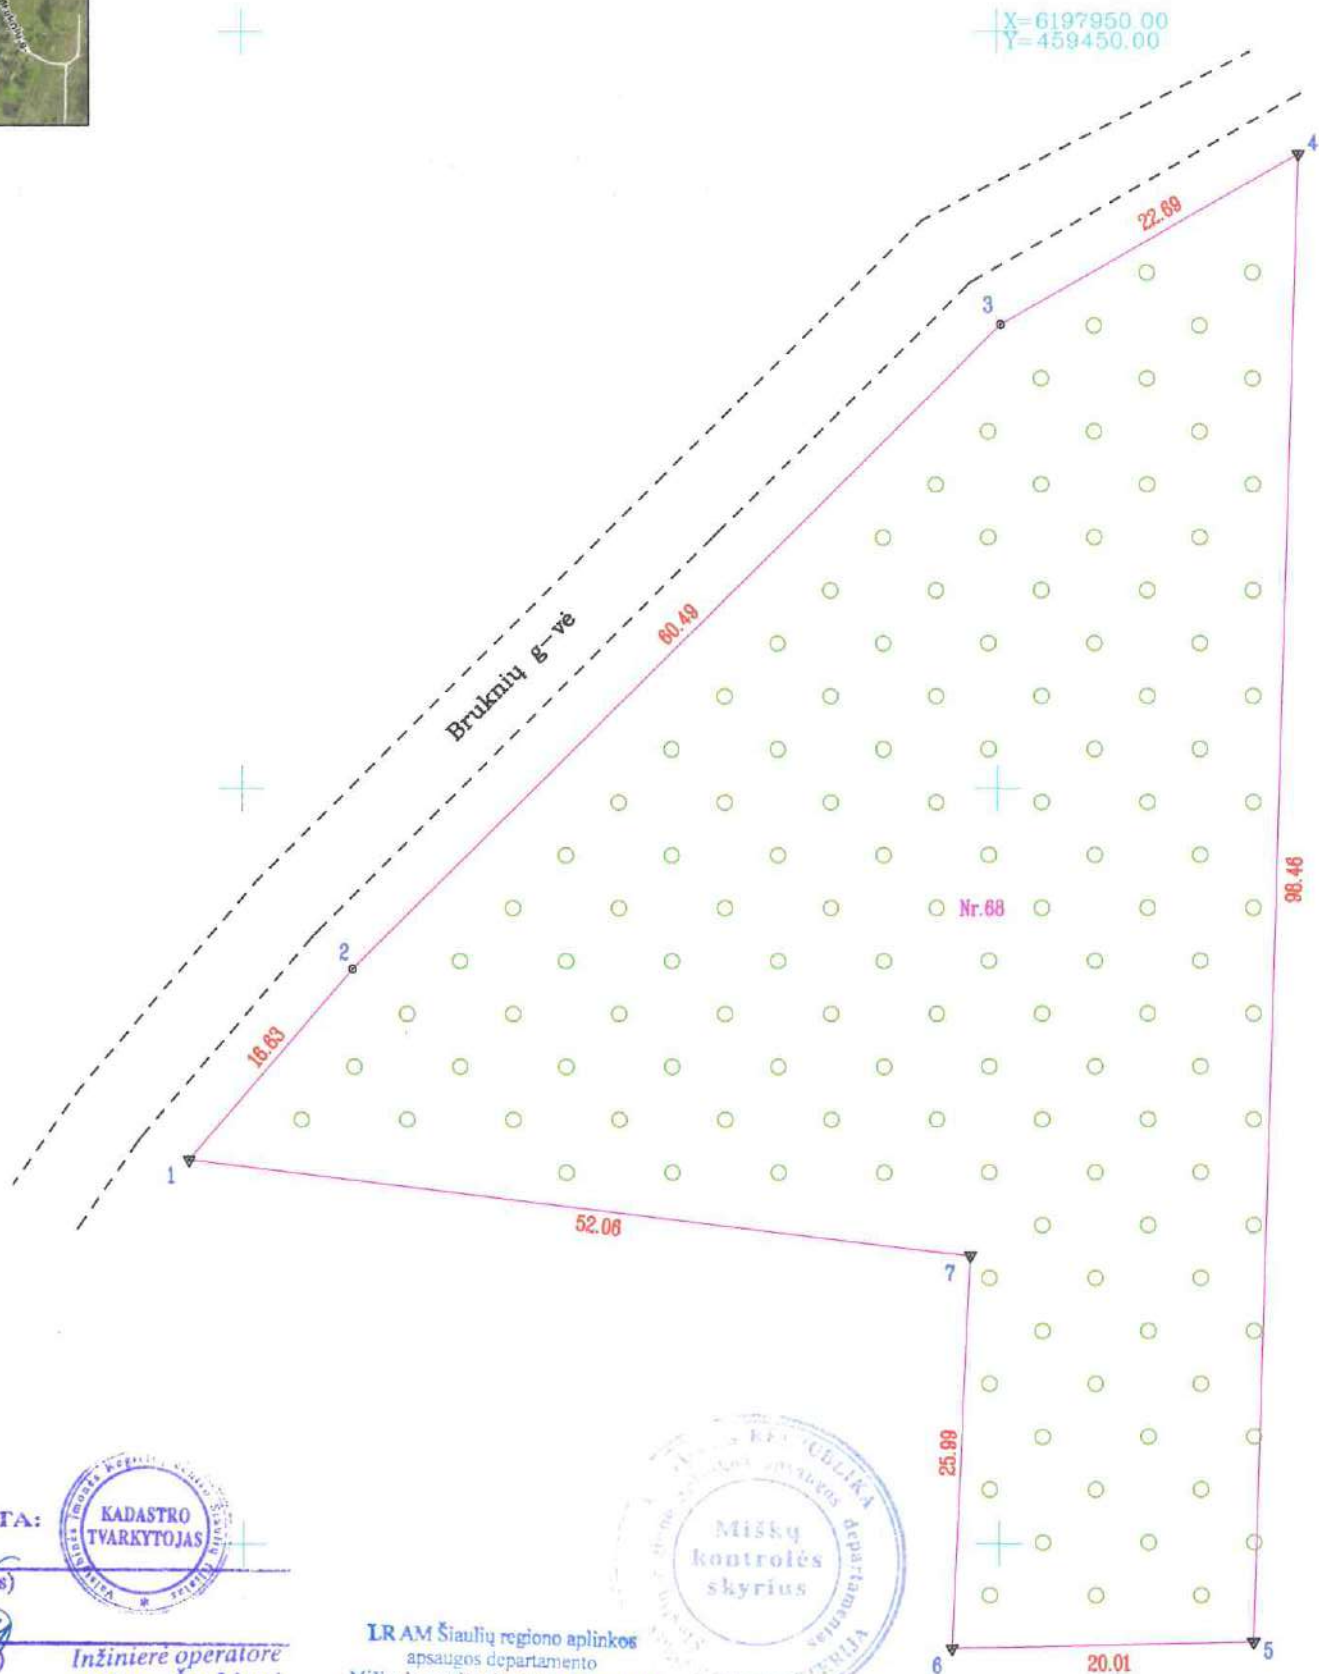 X=6197950.00
Y=459450.00
4
22.69
3
60.49
Bruknių g-vė
98.46
Nr.68
2
16.63
1
52.06
7
25.99
KADASTRO
TVARKYTOJAS
Miškų
kontrolės
skyrius
LR AM Šiaulių regiono aplinkos
apsaugos departamento
Inžinierė operatorė
6
20.01
5